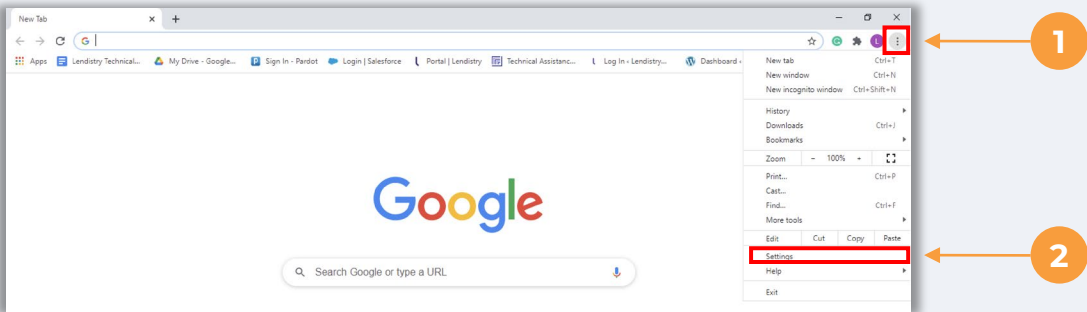 New Tab
G
Apps Lendistry Technical... My Drive - Google... Sign In - Pardot Login | Salesforce Portal | Lendistry Technical Assistanc... Log In ‹ Lendistry... Dashboard ‹
L
1
New tab Ctrl+T
New window Ctrl+N
New incognito window Ctrl+Shift+N
History
Downloads Ctrl+J
Bookmarks
Zoom - 100% +
Print... Ctrl+P
Cast...
Find... Ctrl+F
More tools
Edit Cut Copy Paste
Settings
Help
Exit
2
Google
Search Google or type a URL